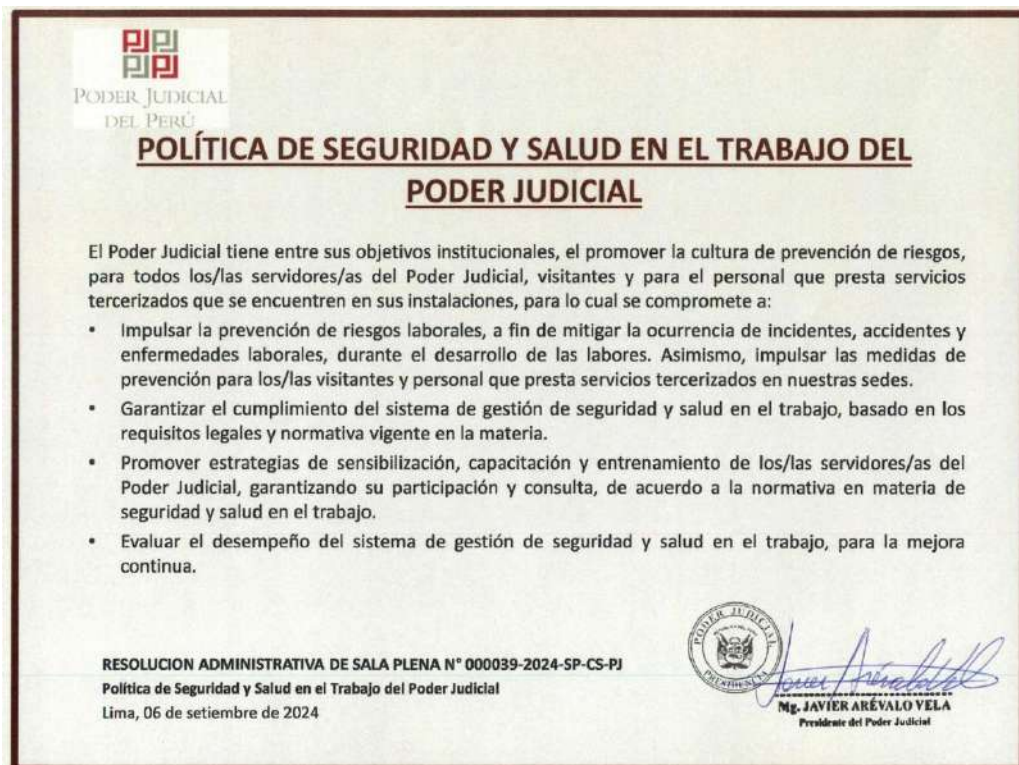 PJ PJ
PJ PJ
PODER JUDICIAL
DEL PERÚ
POLÍTICA DE SEGURIDAD Y SALUD EN EL TRABAJO DEL
PODER JUDICIAL
El Poder Judicial tiene entre sus objetivos institucionales, el promover la cultura de prevención de riesgos,
para todos los/las servidores/as del Poder Judicial, visitantes y para el personal que presta servicios
tercerizados que se encuentren en sus instalaciones, para lo cual se compromete a:
• Impulsar la prevención de riesgos laborales, a fin de mitigar la ocurrencia de incidentes, accidentes y
enfermedades laborales, durante el desarrollo de las labores. Asimismo, impulsar las medidas de
prevención para los/las visitantes y personal que presta servicios tercerizados en nuestras sedes.
• Garantizar el cumplimiento del sistema de gestión de seguridad y salud en el trabajo, basado en los
requisitos legales y normativa vigente en la materia.
• Promover estrategias de sensibilización, capacitación y entrenamiento de los/las servidores/as del
Poder Judicial, garantizando su participación y consulta, de acuerdo a la normativa en materia de
seguridad y salud en el trabajo.
• Evaluar el desempeño del sistema de gestión de seguridad y salud en el trabajo, para la mejora
continua.
PODER JUDICIAL
PRESIDENCIA
RESOLUCION ADMINISTRATIVA DE SALA PLENA N° 000039-2024-SP-CS-PJ
Política de Seguridad y Salud en el Trabajo del Poder Judicial
Lima, 06 de setiembre de 2024
Mg. JAVIER ARÉVALO VELA
Presidente del Poder Judicial